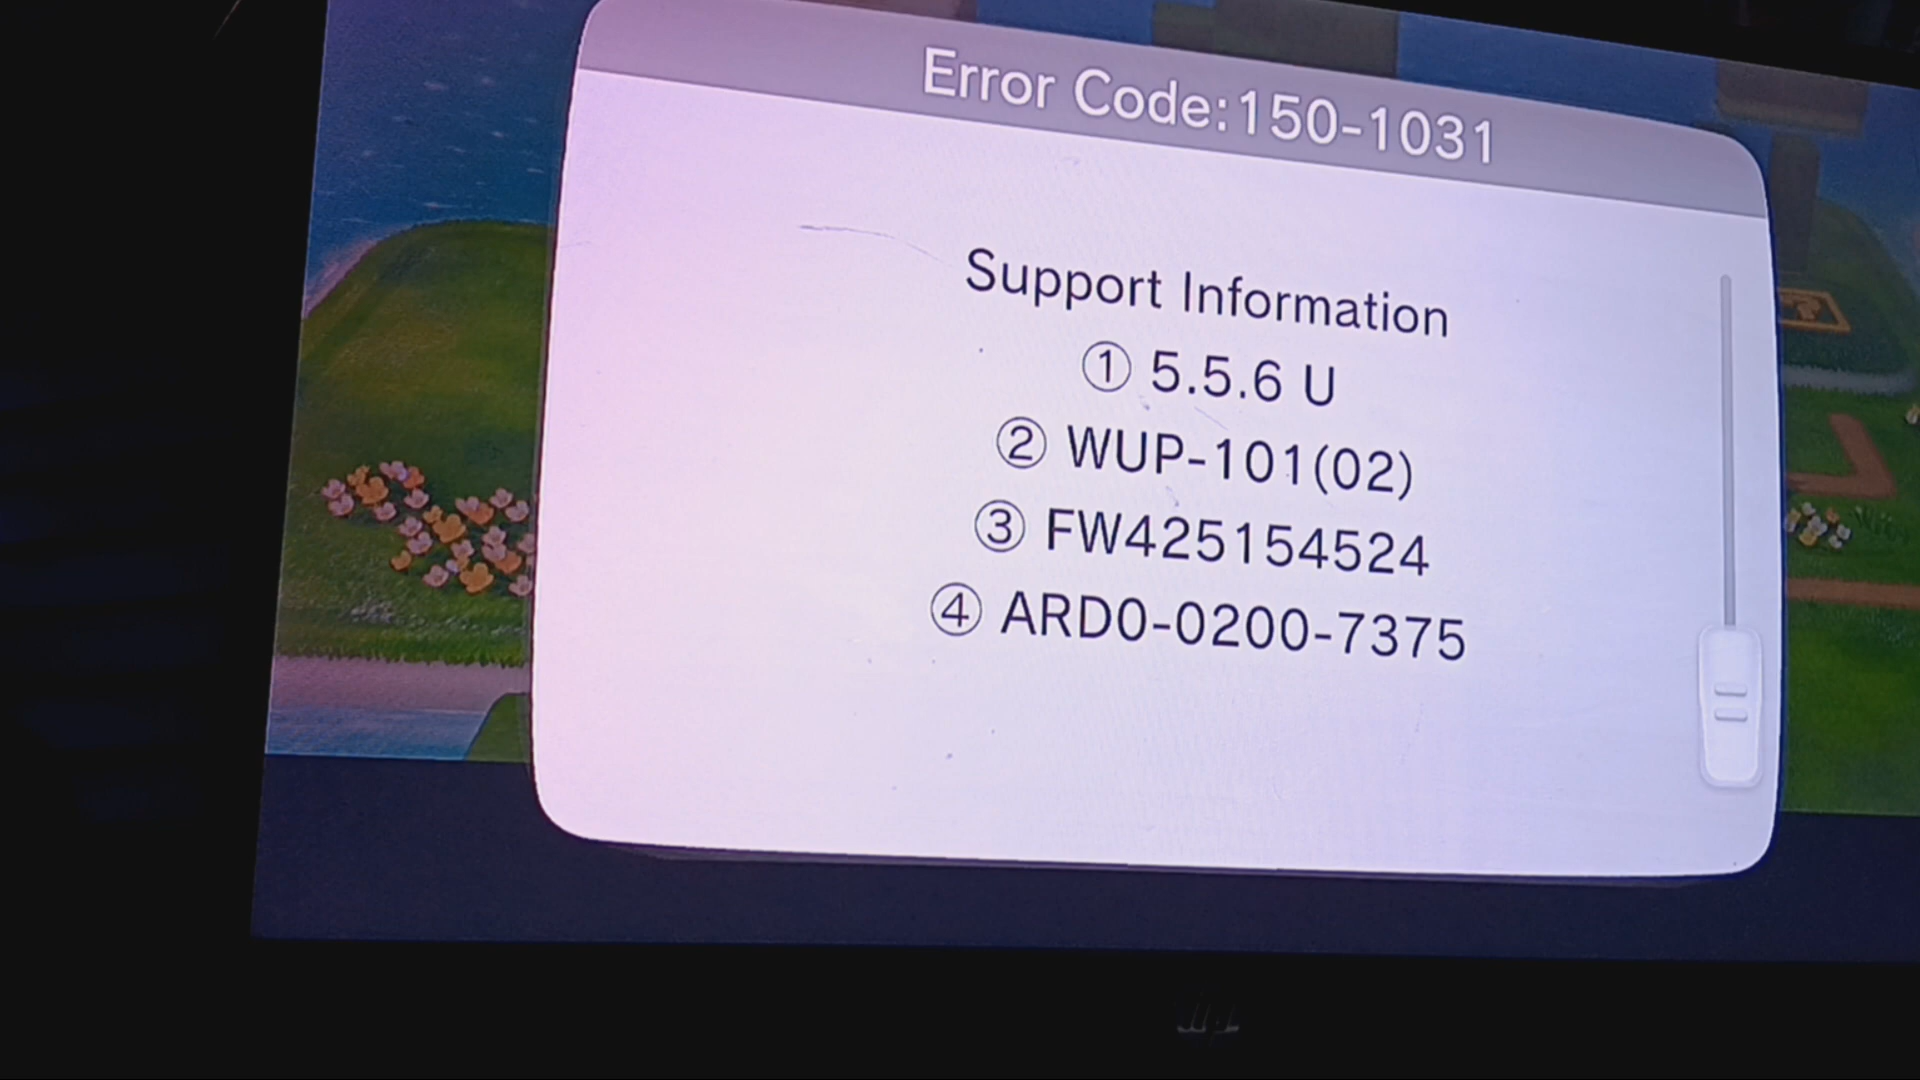 Error Code:150-1031
Support Information
① 5.5.6 U
② WUP-101(02)
③ FW425154524
④ ARD0-0200-7375